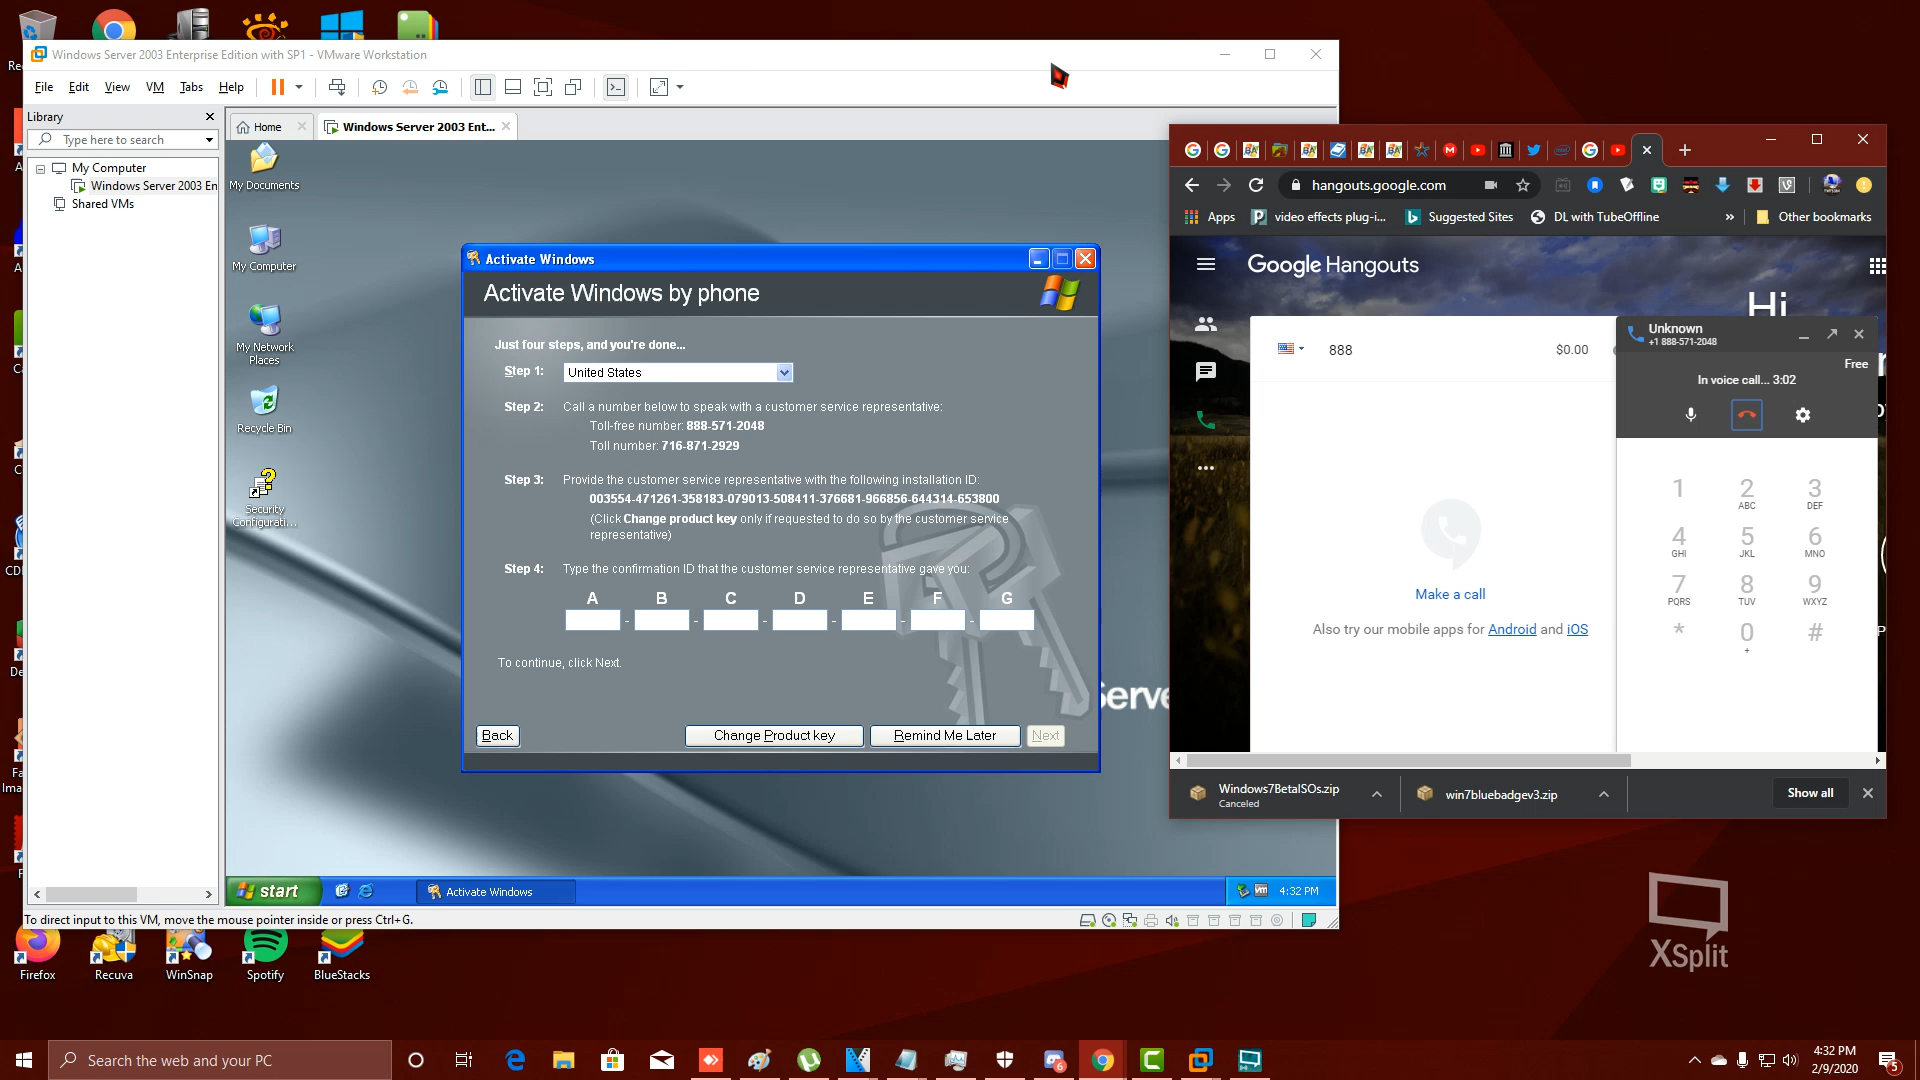 Windows Server 2003 Enterprise Edition with SP1 - VMware Workstation
File Edit View VM Tabs Help
Library
Type here to search
My Computer
Windows Server 2003 En
Shared VMs
Home
Windows Server 2003 Ent...
My Documents
My Computer
My Network
Places
Recycle Bin
Security
Configurati...
Activate Windows
Activate Windows by phone
Just four steps, and you're done...
Step 1: United States
Step 2: Call a number below to speak with a customer service representative:
Toll-free number: 888-571-2048
Toll number: 716-871-2929
Step 3: Provide the customer service representative with the following installation ID:
003554-471261-358183-079013-508411-376681-966856-644314-653800
(Click Change product key only if requested to do so by the customer service
representative)
Step 4: Type the confirmation ID that the customer service representative gave you:
A B C D E F G
- - - - - -
To continue, click Next.
Back
Change Product key
Remind Me Later
Next
Serve
start
Activate Windows
4:32 PM
To direct input to this VM, move the mouse pointer inside or press Ctrl+G.
hangouts.google.com
Apps
video effects plug-i...
Suggested Sites
DL with TubeOffline
»
Other bookmarks
Google Hangouts
Hi
888
$0.00
Unknown
+1 888-571-2048
Free
In voice call... 3:02
1 2 3
ABC DEF
4 5 6
GHI JKL MNO
7 8 9
PQRS TUV WXYZ
* 0 #
+
Make a call
Also try our mobile apps for Android and iOS
Windows7BetaISOs.zip
Canceled
win7bluebadgev3.zip
Show all
XSplit
Firefox
Recuva
WinSnap
Spotify
BlueStacks
Search the web and your PC
4:32 PM
2/9/2020
5